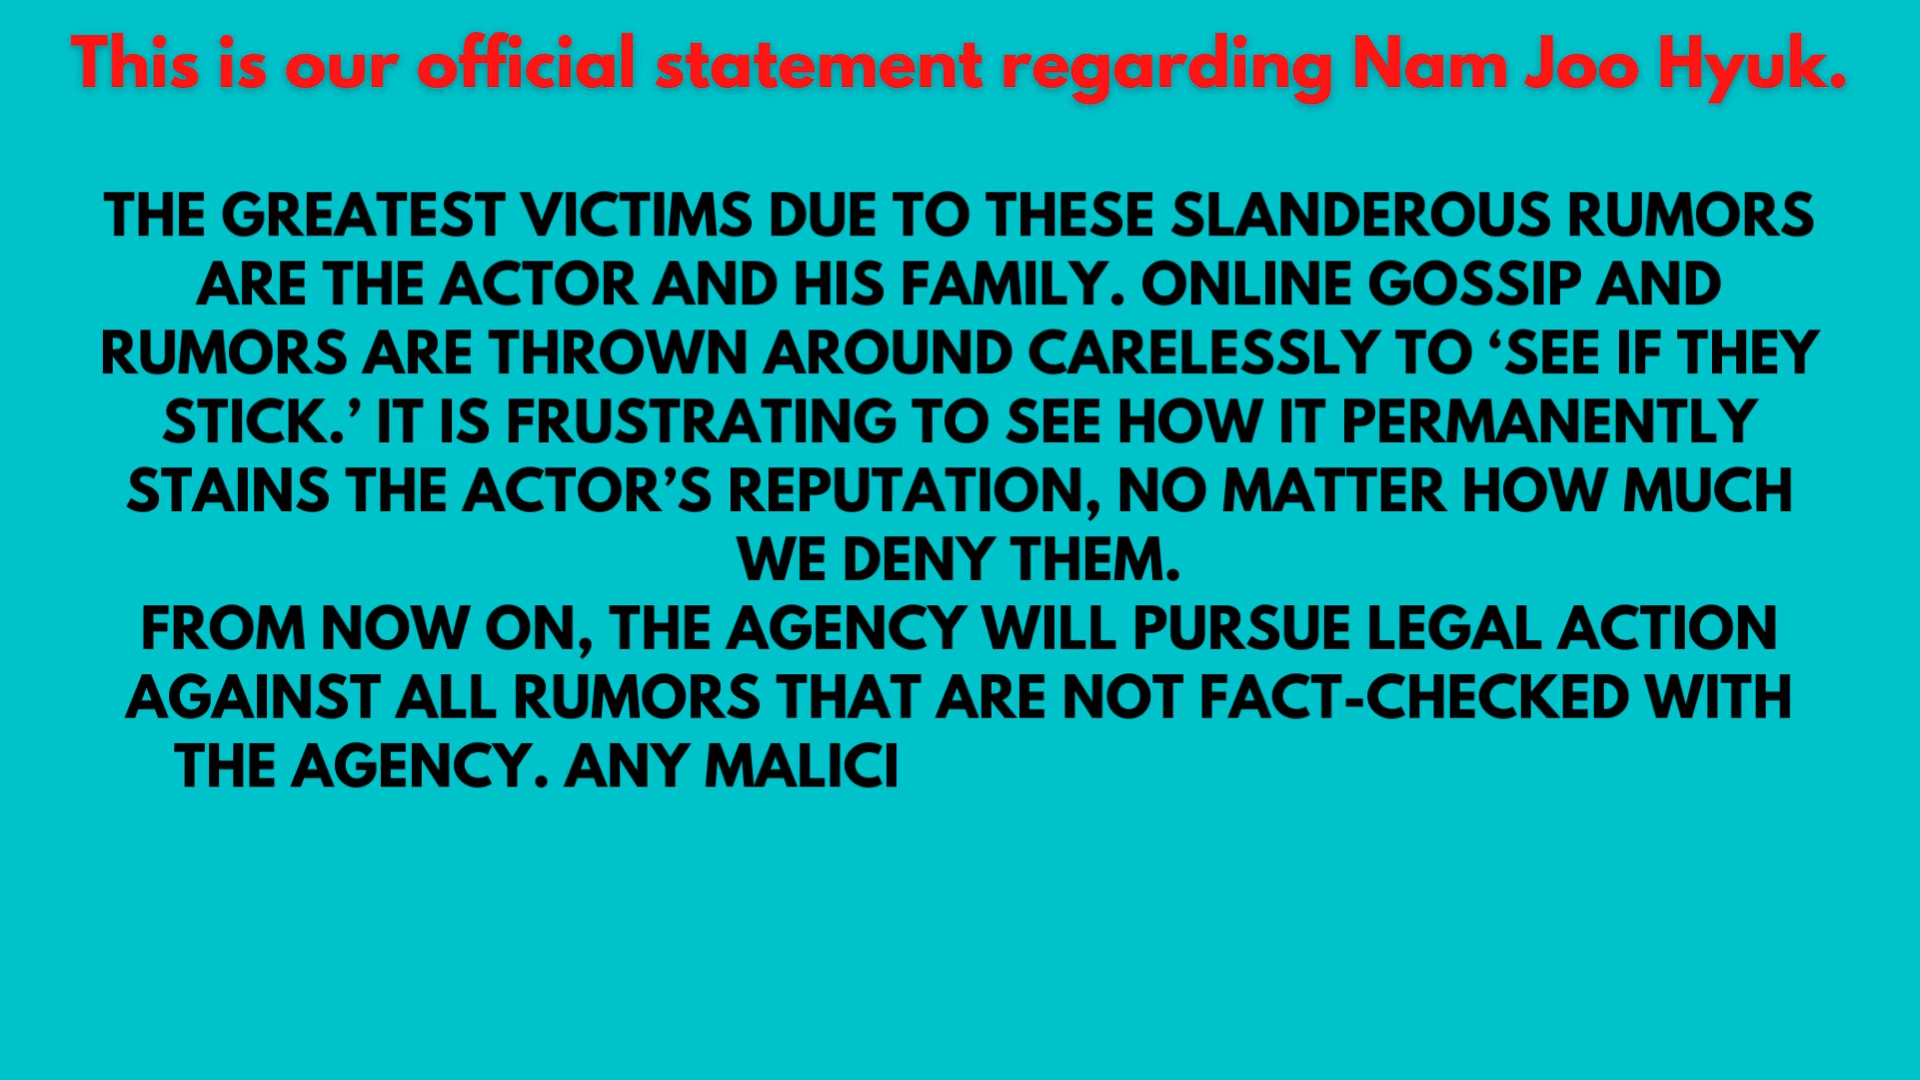 This is our official statement regarding Nam Joo Hyuk.
THE GREATEST VICTIMS DUE TO THESE SLANDEROUS RUMORS
ARE THE ACTOR AND HIS FAMILY. ONLINE GOSSIP AND
RUMORS ARE THROWN AROUND CARELESSLY TO ‘SEE IF THEY
STICK.’ IT IS FRUSTRATING TO SEE HOW IT PERMANENTLY
STAINS THE ACTOR’S REPUTATION, NO MATTER HOW MUCH
WE DENY THEM.
FROM NOW ON, THE AGENCY WILL PURSUE LEGAL ACTION
AGAINST ALL RUMORS THAT ARE NOT FACT-CHECKED WITH
THE AGENCY. ANY MALICI